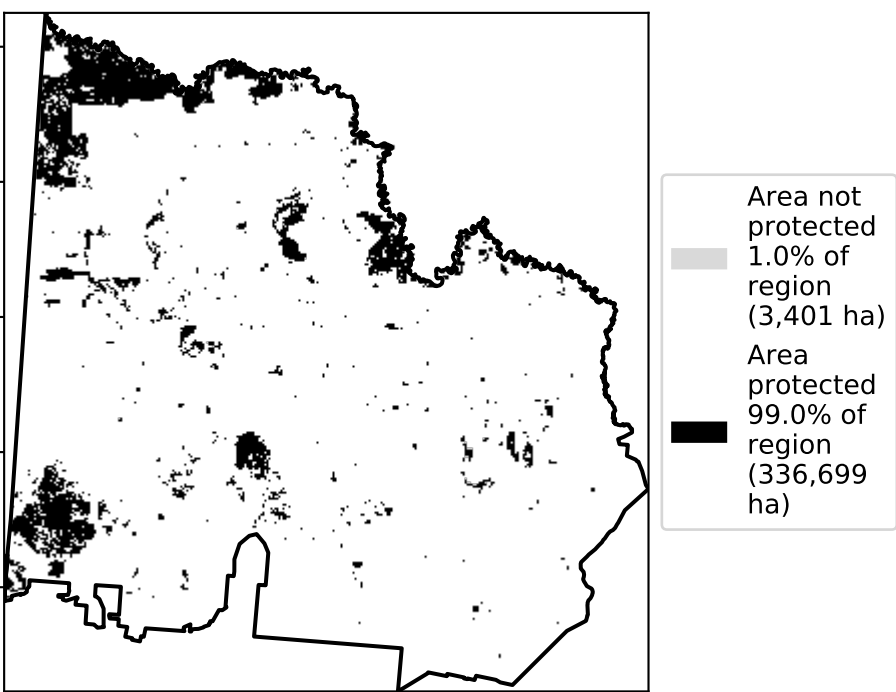 Area not
protected
1.0% of
region
(3,401 ha)
Area
protected
99.0% of
region
(336,699
ha)